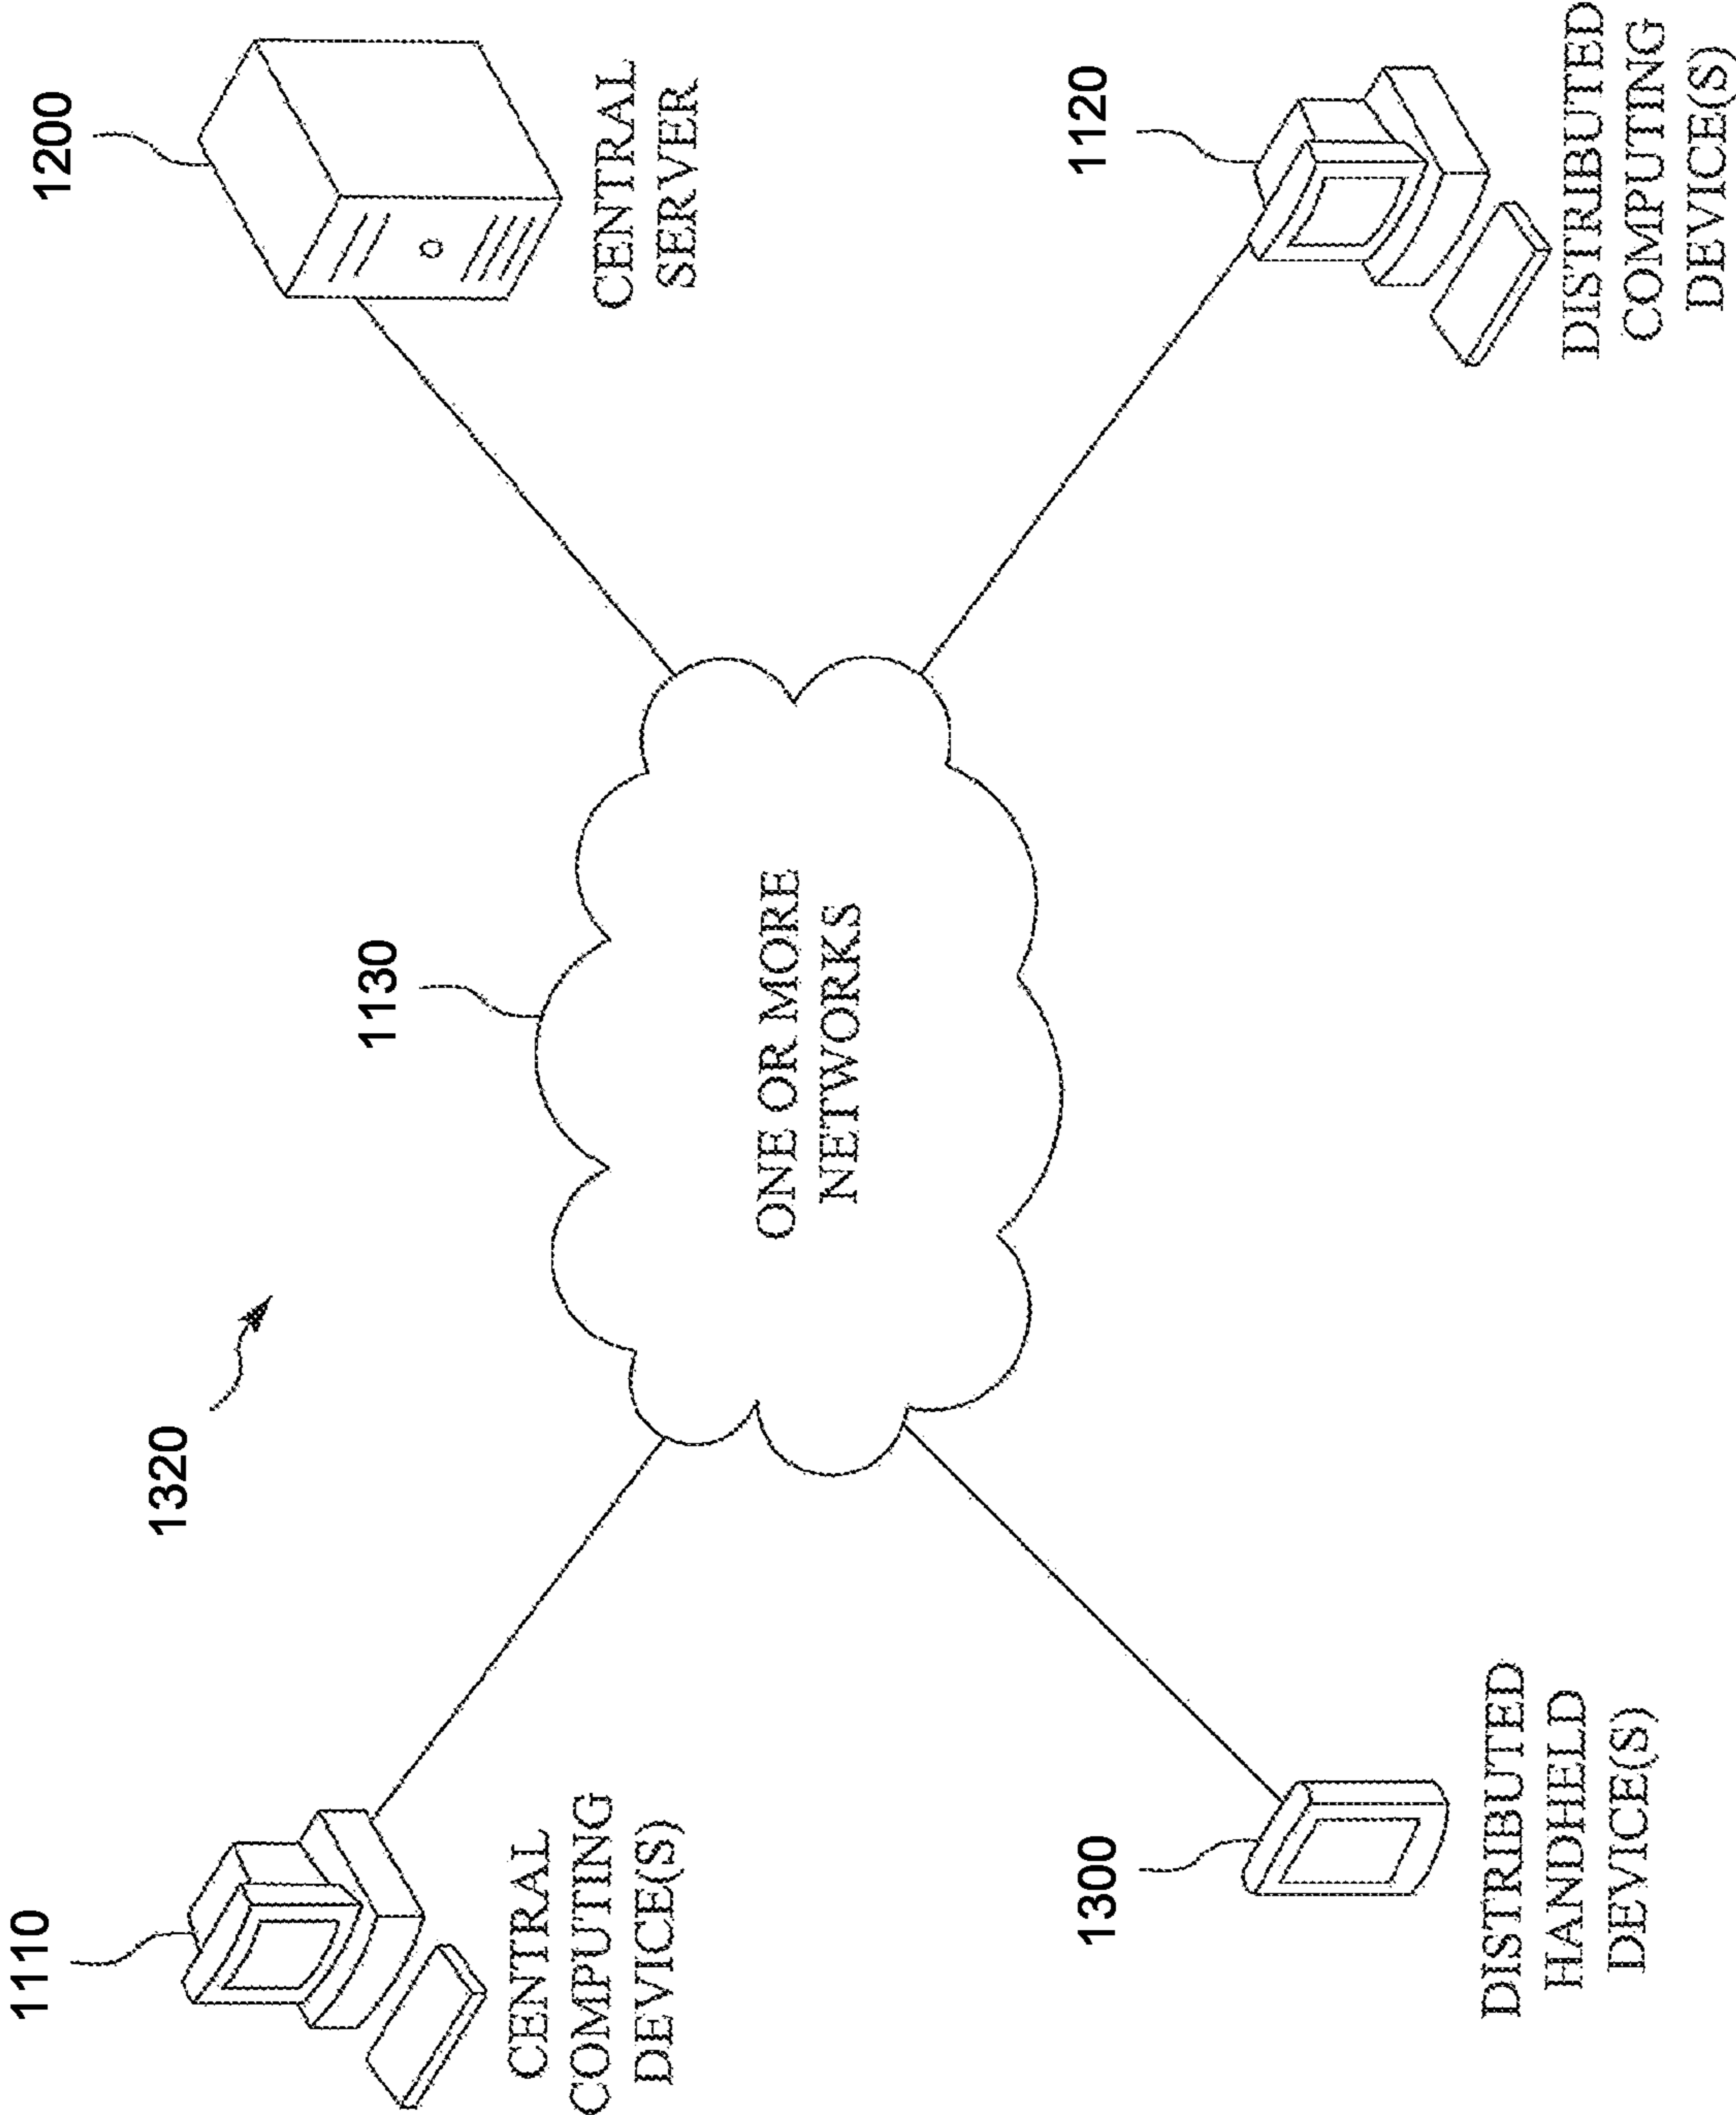 1110
CENTRAL
COMPUTING
DEVICE(S)
1320
1130
1200
CENTRAL
SERVER
ONE OR MORE
NETWORKS
1300
DISTRIBUTED
HANDHELD
DEVICE(S)
1120
DISTRIBUTED
COMPUTING
DEVICE(S)